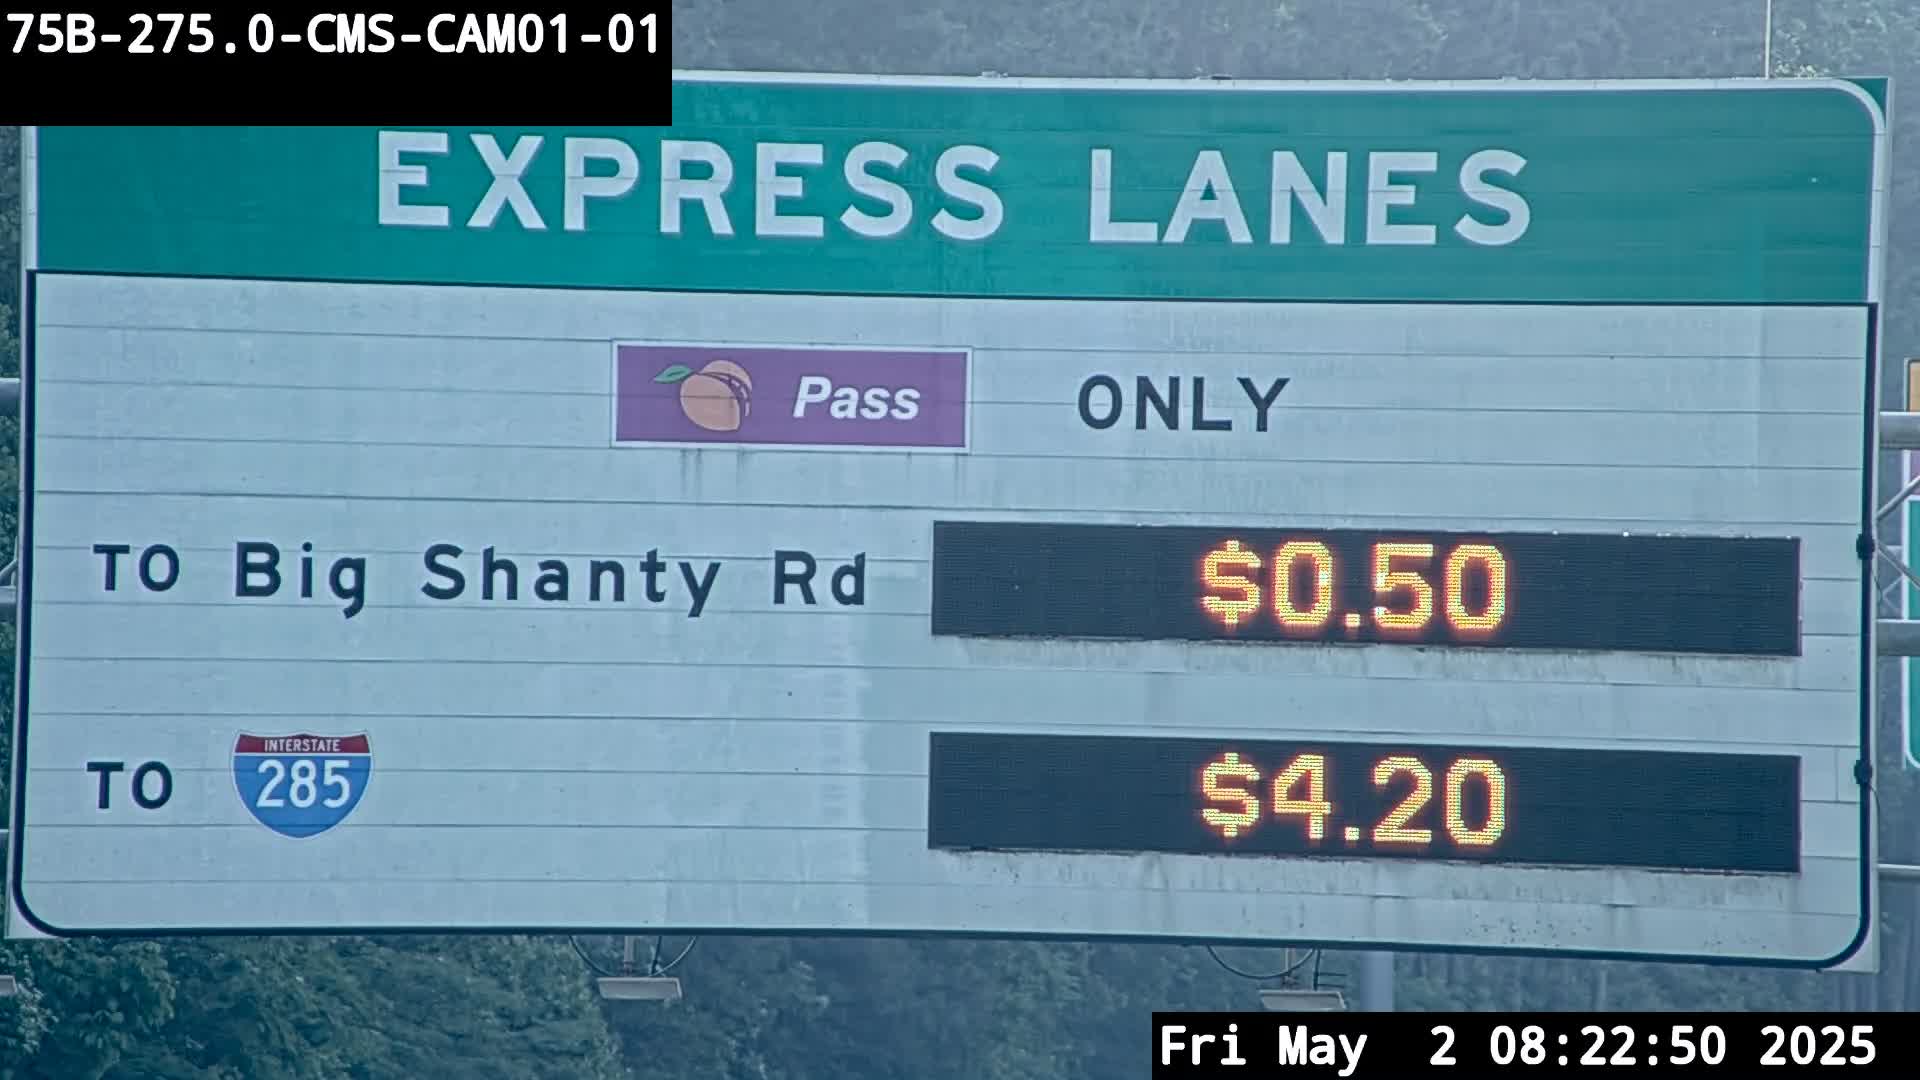 75B-275.0-CMS-CAM01-01
EXPRESS LANES
Pass ONLY
TO Big Shanty Rd $0.50
TO INTERSTATE 285 $4.20
Fri May 2 08:22:50 2025